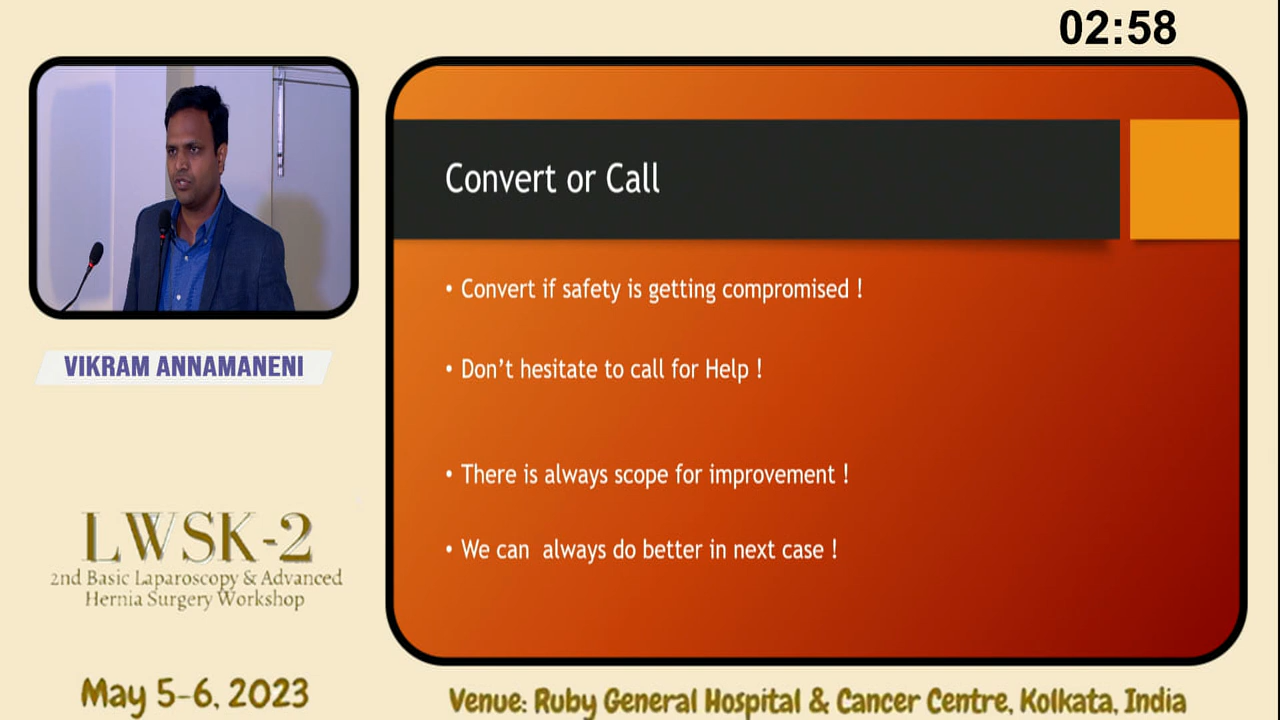 02:58
Convert or Call
• Convert if safety is getting compromised !
• Don't hesitate to call for Help !
• There is always scope for improvement !
• We can  always do better in next case !
VIKRAM ANNAMANENI
LWSK-2
2nd Basic Laparoscopy & Advanced
Hernia Surgery Workshop
May 5-6, 2023
Venue: Ruby General Hospital & Cancer Centre, Kolkata, India